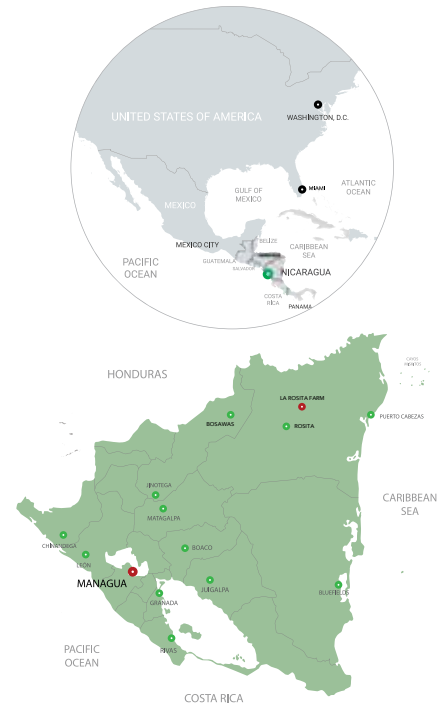 UNITED STATES OF AMERICA
WASHINGTON, D.C.
MIAMI
ATLANTIC
OCEAN
GULF OF
MEXICO
MEXICO
MEXICO CITY
BELIZE
CARIBBEAN
SEA
GUATEMALA
SALVADOR
NICARAGUA
PACIFIC
OCEAN
COSTA
RICA
PANAMA
HONDURAS
LA ROSITA FARM
BOSAWAS
ROSITA
PUERTO CABEZAS
JINOTEGA
MATAGALPA
CARIBBEAN
SEA
CHINANDEGA
LEON
BOACO
MANAGUA
JUIGALPA
GRANADA
BLUEFIELDS
RIVAS
PACIFIC
OCEAN
COSTA RICA